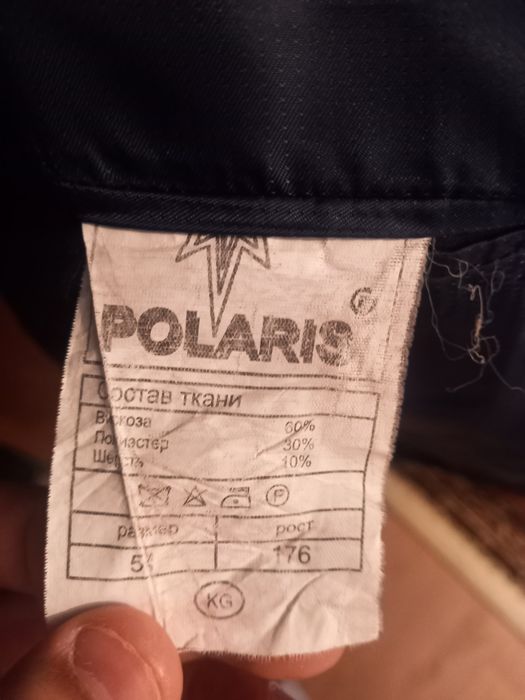 POLARIS
Состав ткани
Вискоза 60%
Полиэстер 30%
Шерсть 10%
P
размер рост
176
KG